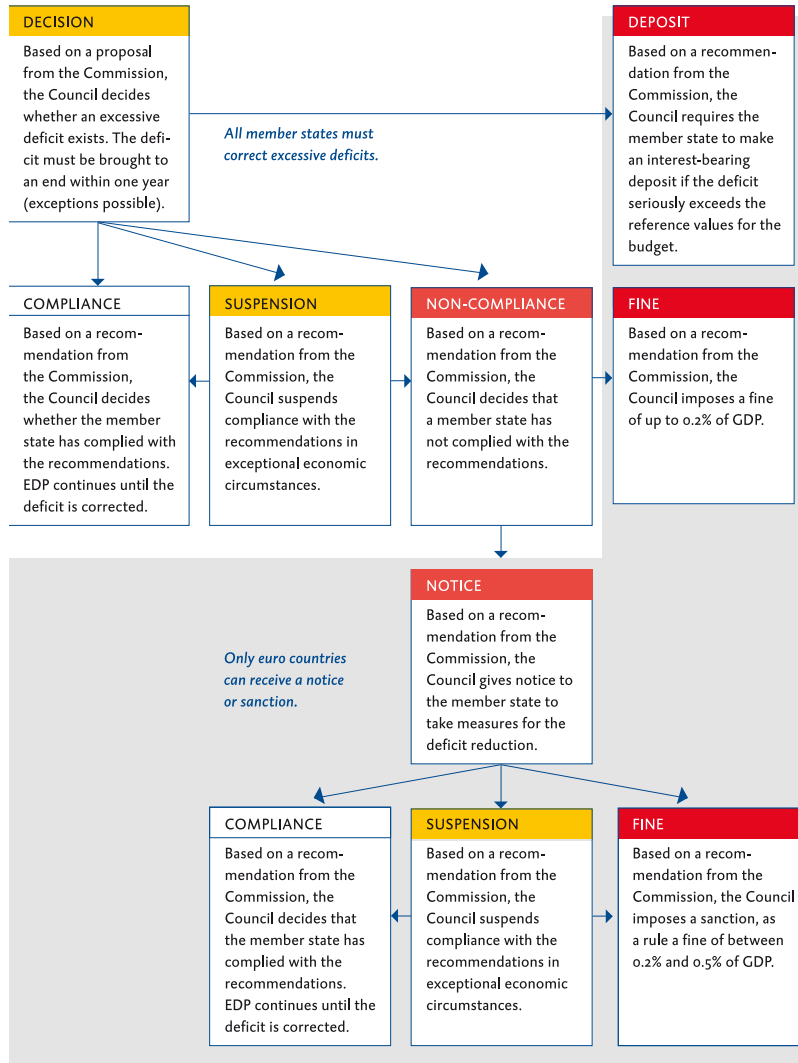 DECISION
Based on a proposal
from the Commission,
the Council decides
whether an excessive
deficit exists. The defi-
cit must be brought to
an end within one year
(exceptions possible).
All member states must
correct excessive deficits.
DEPOSIT
Based on a recommen-
dation from the
Commission, the
Council requires the
member state to make
an interest-bearing
deposit if the deficit
seriously exceeds the
reference values for the
budget.
COMPLIANCE
Based on a recom-
mendation from
the Commission,
the Council decides
whether the member
state has complied with
the recommendations.
EDP continues until the
deficit is corrected.
SUSPENSION
Based on a recom-
mendation from the
Commission, the
Council suspends
compliance with the
recommendations in
exceptional economic
circumstances.
NON-COMPLIANCE
Based on a recom-
mendation from the
Commission, the
Council decides that
a member state has
not complied with the
recommendations.
FINE
Based on a recom-
mendation from the
Commission, the
Council imposes a fine
of up to 0.2% of GDP.
NOTICE
Based on a recom-
mendation from the
Commission, the
Council gives notice to
the member state to
take measures for the
deficit reduction.
Only euro countries
can receive a notice
or sanction.
COMPLIANCE
Based on a recom-
mendation from the
Commission, the
Council decides that
the member state has
complied with the
recommendations.
EDP continues until the
deficit is corrected.
SUSPENSION
Based on a recom-
mendation from the
Commission, the
Council suspends
compliance with the
recommendations in
exceptional economic
circumstances.
FINE
Based on a recom-
mendation from the
Commission, the Council
imposes a sanction, as
a rule a fine of between
0.2% and 0.5% of GDP.